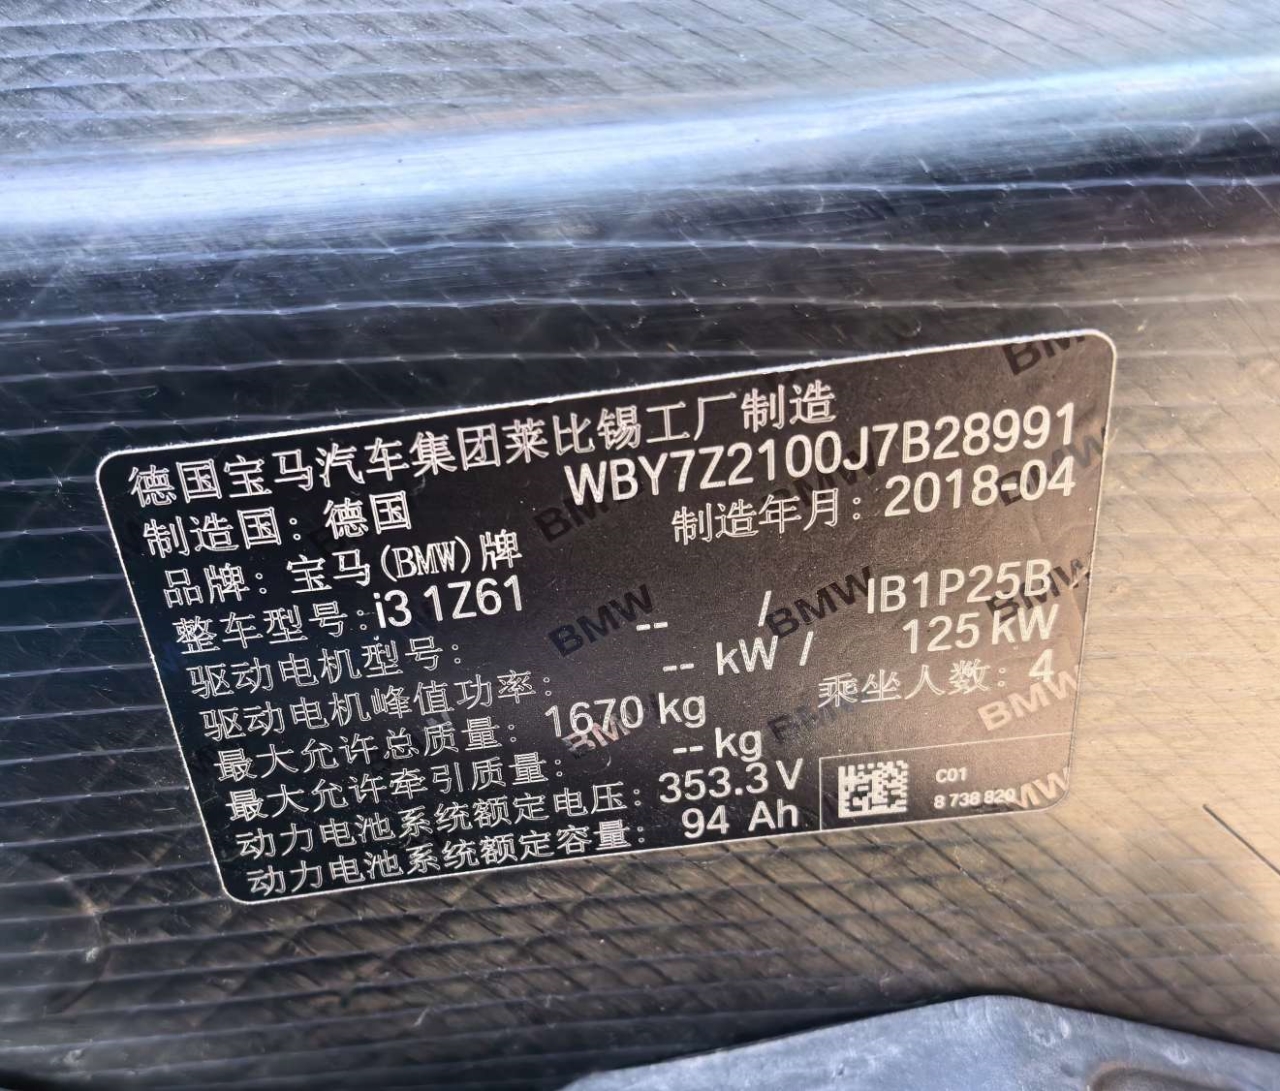 德国宝马汽车集团莱比锡工厂制造
WBY7Z2100J7B28991
制造国：德国 制造年月：2018-04
品牌：宝马(BMW)牌
整车型号：i3 1Z61
驱动电机型号： -- / IB1P25B
驱动电机峰值功率： -- kW / 125 kW
最大允许总质量：1670 kg 乘坐人数：4
最大允许牵引质量： -- kg
动力电池系统额定电压：353.3 V
动力电池系统额定容量： 94 Ah
C01
8 738 820
BMW
BMW
BMW
BMW
BMW